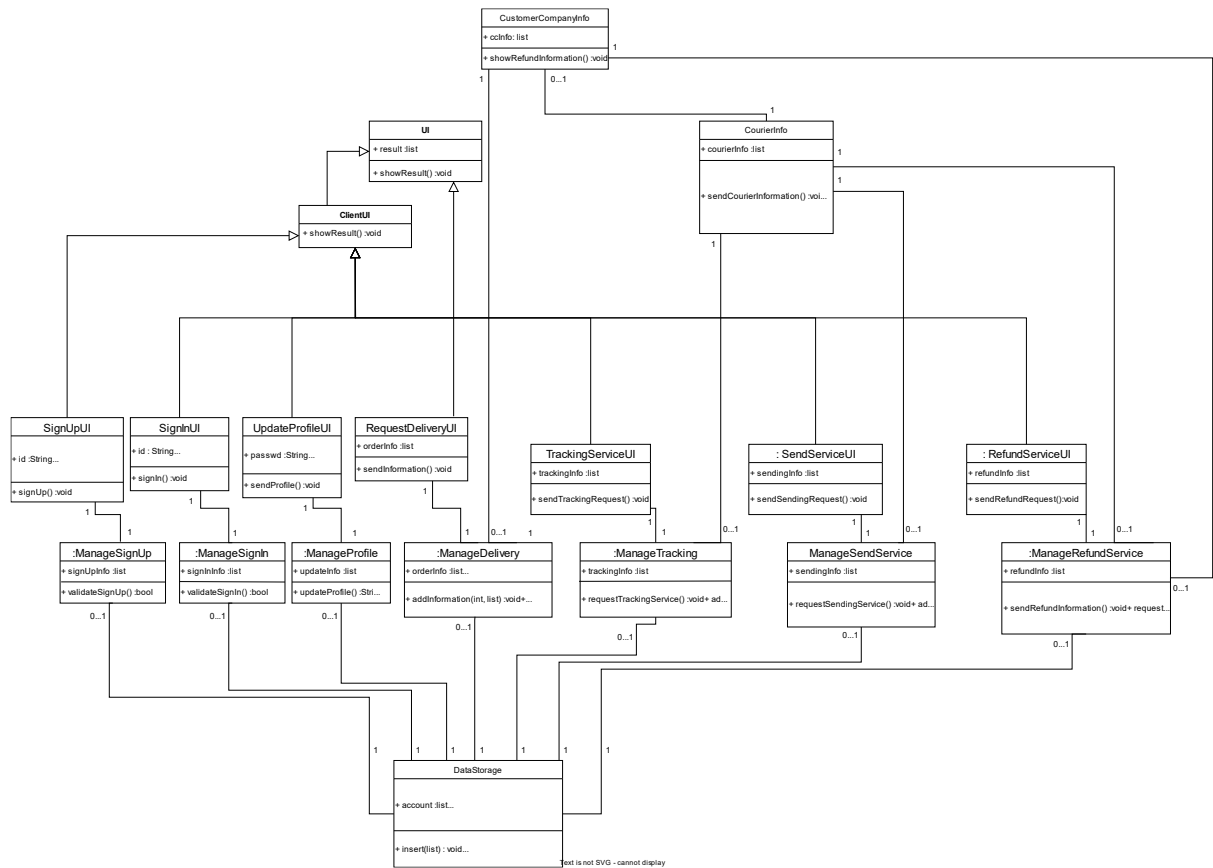 CustomerCompanyInfo
+ ccInfo: list
+ showRefundInformation() :void
1
1
0...1
1
UI
+ result :list
+ showResult() :void
CourierInfo
+ courierInfo :list
+ sendCourierInformation() :voi...
1
1
1
ClientUI
+ showResult() :void
SignUpUI
+ id :String...
+ signUp() :void
1
SignInUI
+ id : String...
+ signIn() :void
1
UpdateProfileUI
+ passwd :String...
+ sendProfile() :void
1
RequestDeliveryUI
+ orderInfo :list
+ sendInformation() :void
1
TrackingServiceUI
+ trackingInfo :list
+ sendTrackingRequest() :void
1
: SendServiceUI
+ sendingInfo :list
+ sendSendingRequest() :void
1
: RefundServiceUI
+ refundInfo :list
+ sendRefundRequest():void
1
1
1
1
0...1
1
1
0...1
1
0...1
1
0...1
:ManageSignUp
+ signUpInfo :list
+ validateSignUp() :bool
0...1
:ManageSignIn
+ signInInfo :list
+ validateSignIn() :bool
0...1
:ManageProfile
+ updateInfo :list
+ updateProfile() :Stri...
0...1
:ManageDelivery
+ orderInfo :list...
+ addInformation(int, list) :void+...
0...1
:ManageTracking
+ trackingInfo :list
+ requestTrackingService() :void+ ad...
0...1
ManageSendService
+ sendingInfo :list
+ requestSendingService() :void+ ad...
0...1
:ManageRefundService
+ refundInfo :list
+ sendRefundInformation() :void+ request...
0...1
0...1
1
1
1
1
1
1
1
DataStorage
+ account :list...
+ insert(list) : void...
Text is not SVG - cannot display